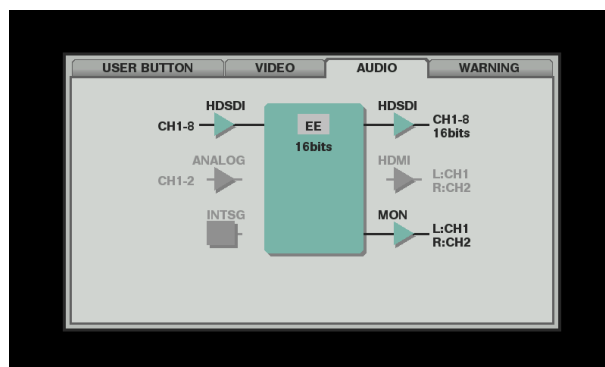 USER BUTTON VIDEO AUDIO WARNING
HDSDI HDSDI
CH1-8 EE CH1-8
16bits 16bits
ANALOG HDMI
CH1-2 L:CH1
R:CH2
INTSG MON
L:CH1
R:CH2